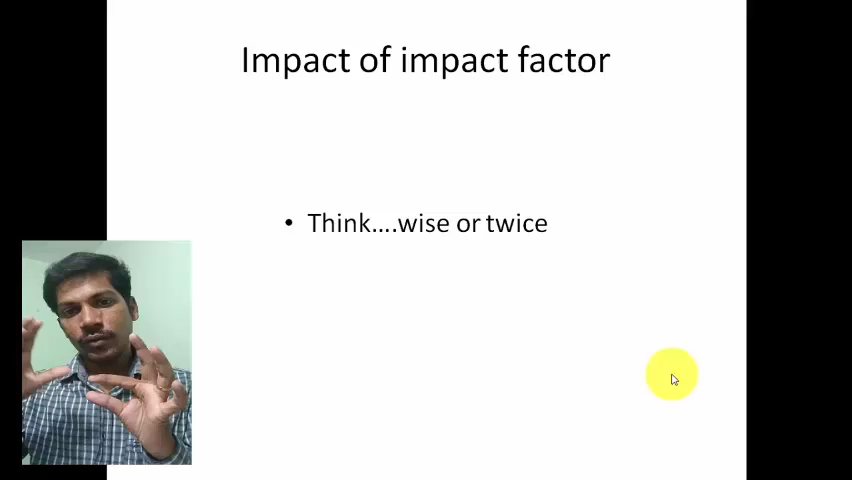 Impact of impact factor
• Think....wise or twice